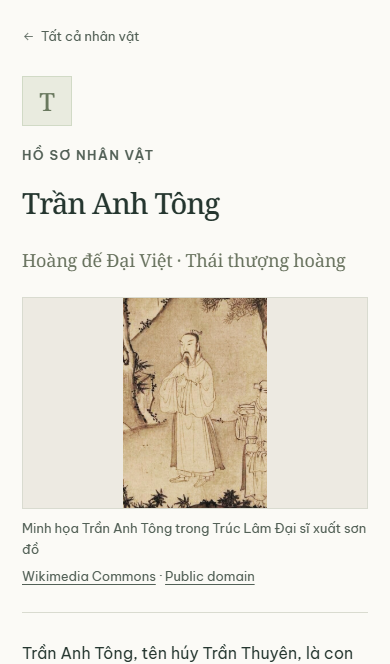 ← Tất cả nhân vật
T
HỒ SƠ NHÂN VẬT
Trần Anh Tông
Hoàng đế Đại Việt · Thái thượng hoàng
Minh họa Trần Anh Tông trong Trúc Lâm Đại sĩ xuất sơn
đồ
Wikimedia Commons · Public domain
Trần Anh Tông, tên húy Trần Thuyên, là con